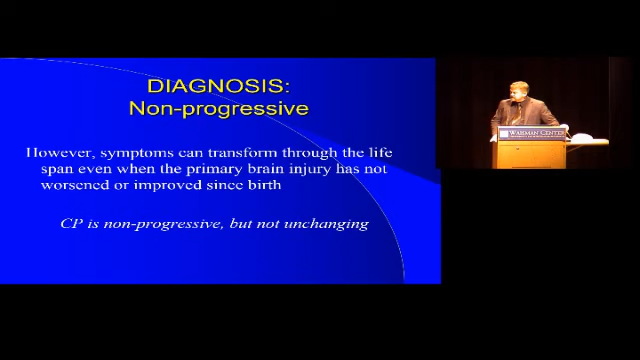 DIAGNOSIS:
Non-progressive
However, symptoms can transform through the life
span even when the primary brain injury has not
worsened or improved since birth
CP is non-progressive, but not unchanging
WAISMAN CENTER